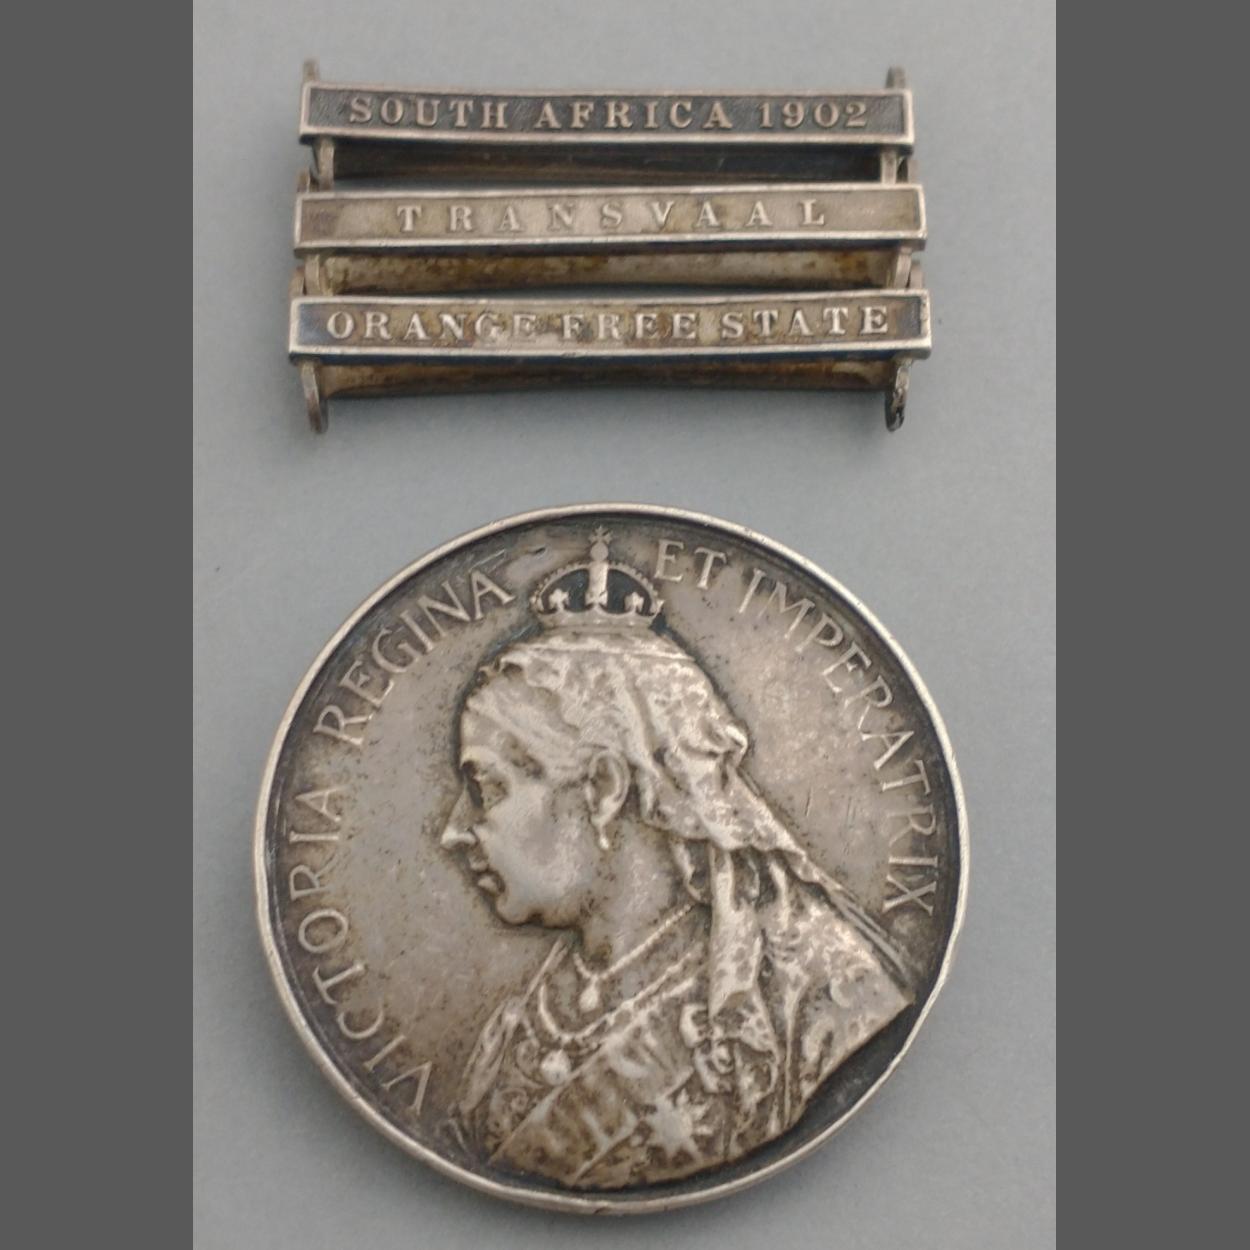 SOUTH AFRICA 1902
TRANSVAAL
ORANGE FREE STATE
VICTORIA REGINA ET IMPERATRIX